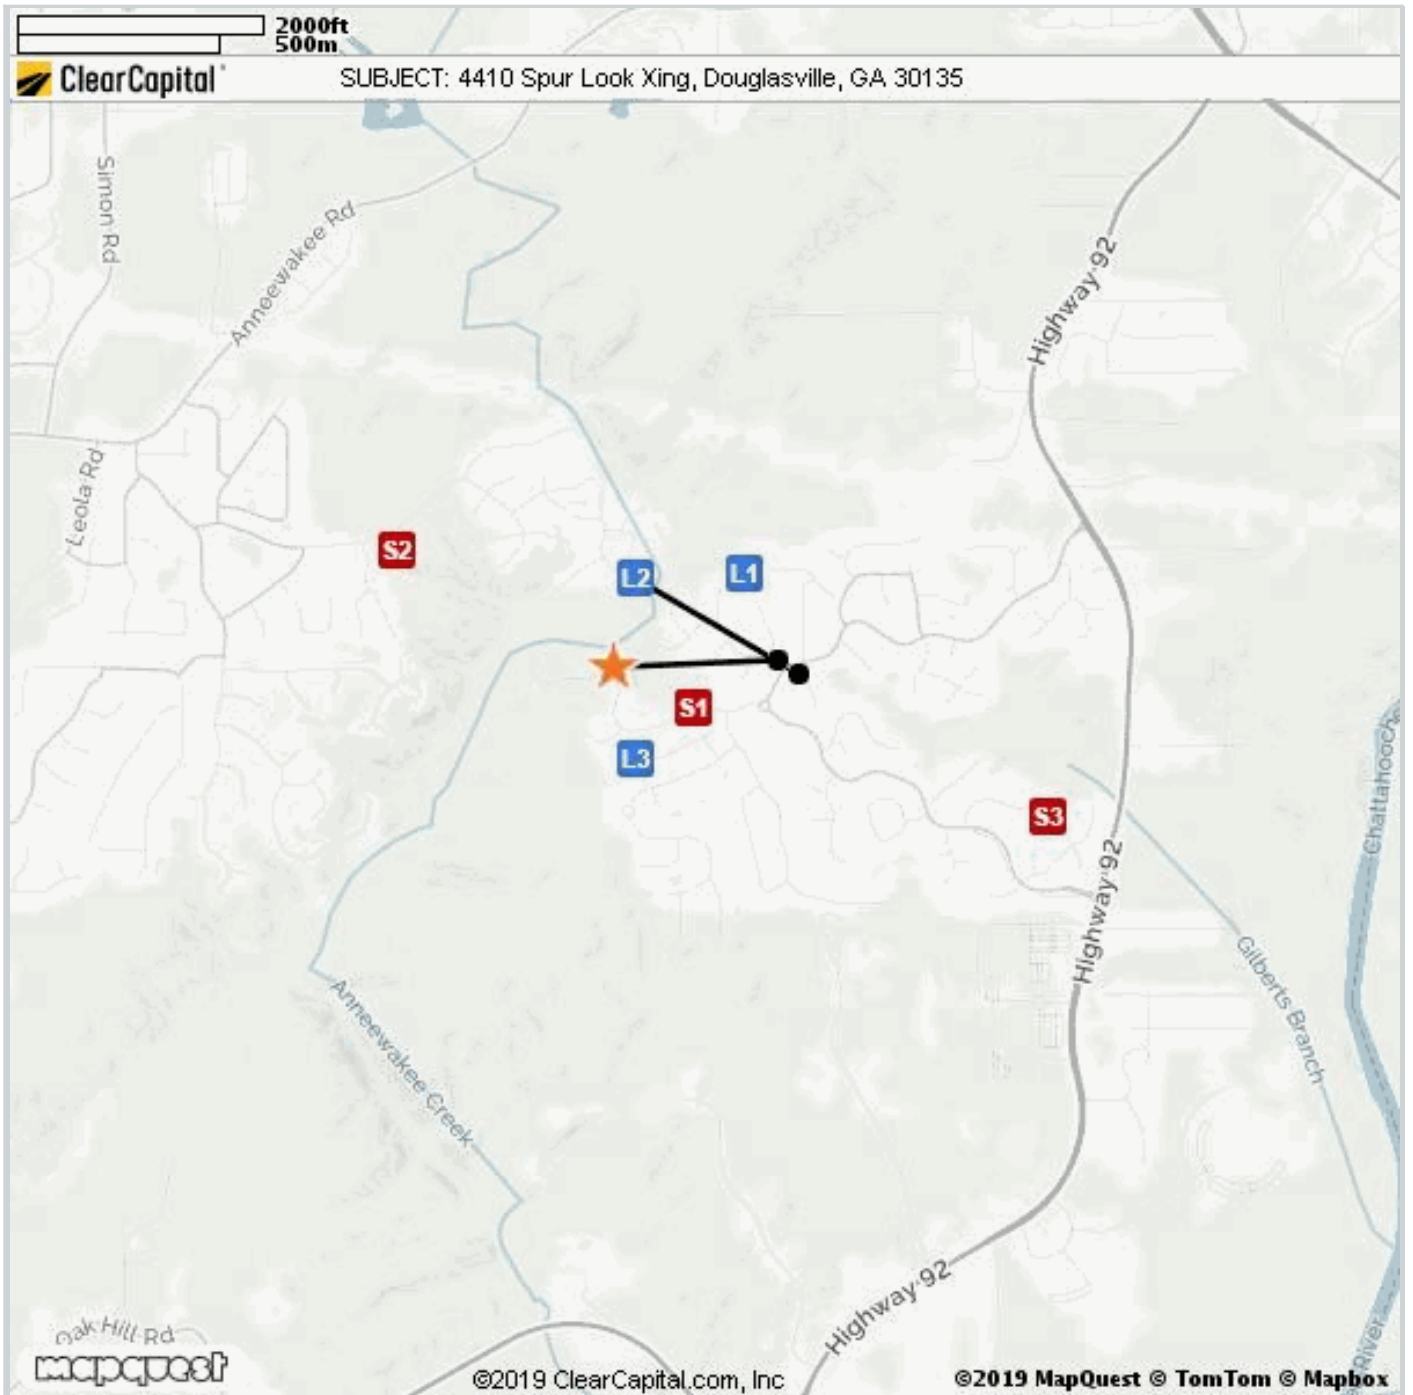 2000ft
500m
ClearCapital
SUBJECT: 4410 Spur Look Xing, Douglasville, GA 30135
Simon Rd
Anneewakee Rd
Highway 92
Leola Rd
S2
L2
L1
S1
L3
S3
Highway 92
Chattahooch
Gilberts Branch
Anneewakee Creek
Highway 92
River
Oak Hill Rd
mapquest
©2019 ClearCapital.com, Inc
©2019 MapQuest © TomTom © Mapbox